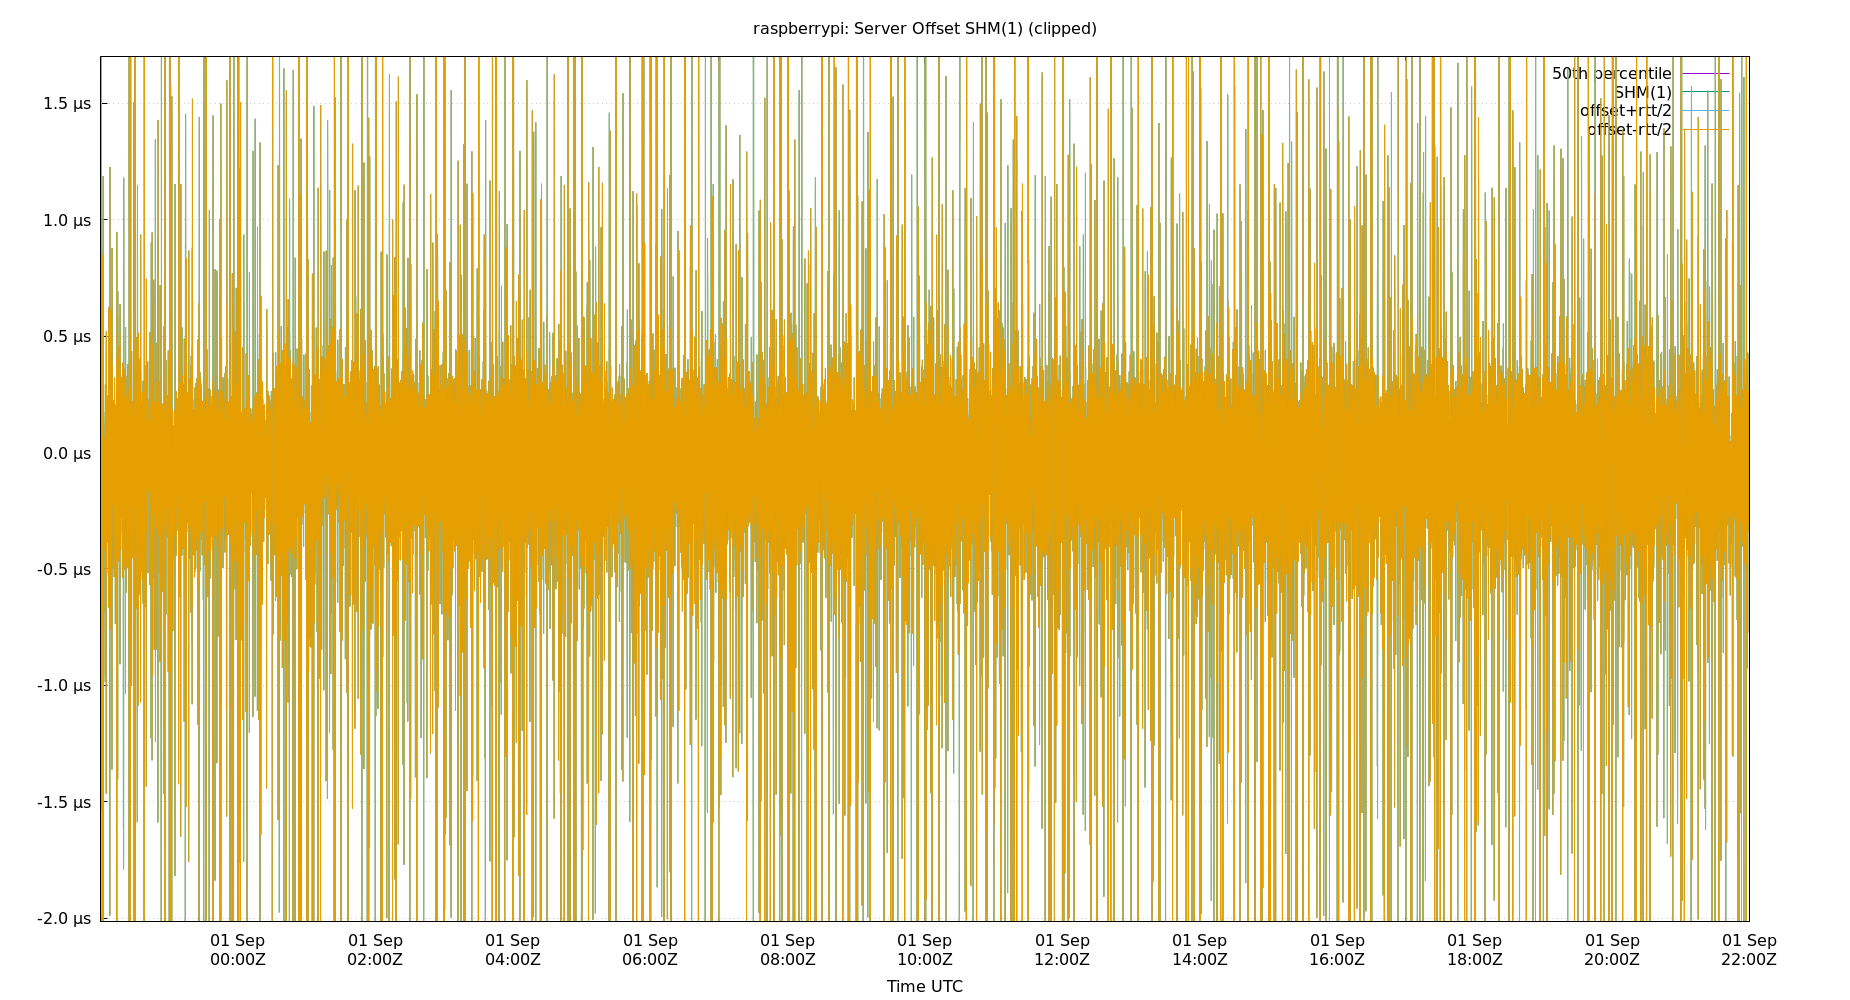 raspberrypi: Server Offset SHM(1) (clipped)
50th percentile
SHM(1)
offset+rtt/2
offset-rtt/2
1.5 µs
1.0 µs
0.5 µs
0.0 µs
-0.5 µs
-1.0 µs
-1.5 µs
-2.0 µs
01 Sep 01 Sep 01 Sep 01 Sep 01 Sep 01 Sep 01 Sep 01 Sep 01 Sep 01 Sep 01 Sep 01 Sep
00:00Z 02:00Z 04:00Z 06:00Z 08:00Z 10:00Z 12:00Z 14:00Z 16:00Z 18:00Z 20:00Z 22:00Z
Time UTC